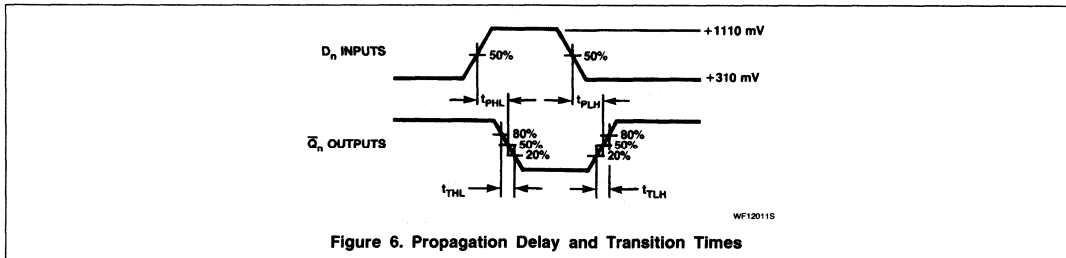 +1110 mV
Dₙ INPUTS
50%
50%
+310 mV
tPHL
tPLH
80%
50%
20%
80%
50%
20%
Q̅ₙ OUTPUTS
tTHL
tTLH
WF12011S
Figure 6. Propagation Delay and Transition Times